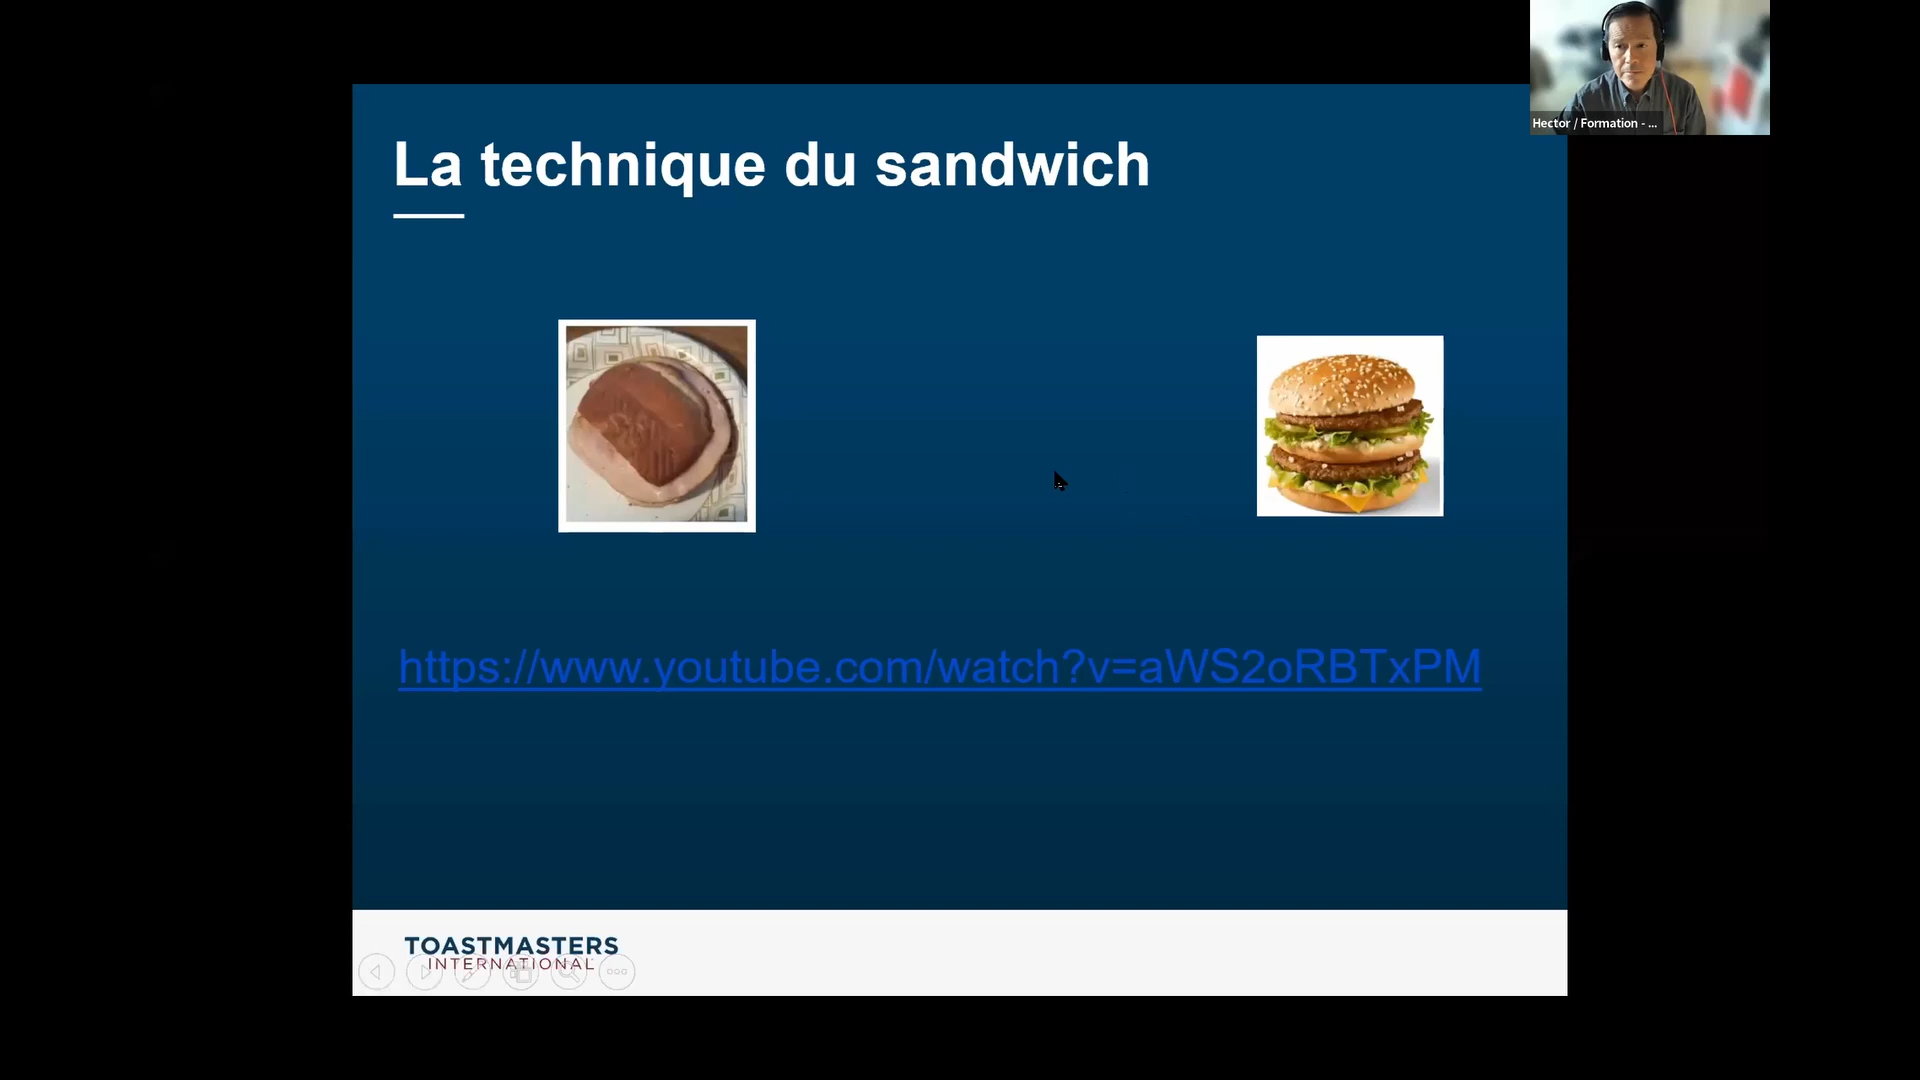 Hector / Formation - ...
La technique du sandwich
https://www.youtube.com/watch?v=aWS2oRBTxPM
TOASTMASTERS
INTERNATIONAL